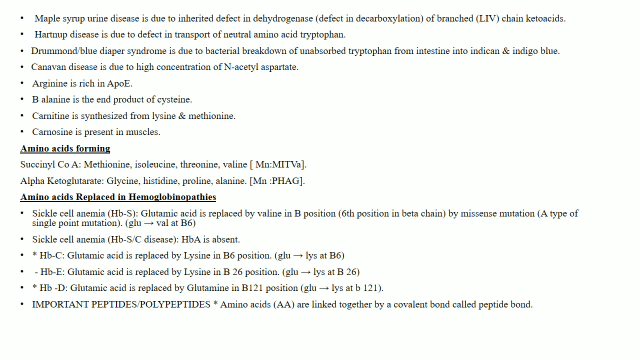 • Maple syrup urine disease is due to inherited defect in dehydrogenase (defect in decarboxylation) of branched (LIV) chain ketoacids.
• Hartnup disease is due to defect in transport of neutral amino acid tryptophan.
• Drummond/blue diaper syndrome is due to bacterial breakdown of unabsorbed tryptophan from intestine into indican & indigo blue.
• Canavan disease is due to high concentration of N-acetyl aspartate.
• Arginine is rich in ApoE.
• B alanine is the end product of cysteine.
• Carnitine is synthesized from lysine & methionine.
• Carnosine is present in muscles.
Amino acids forming
Succinyl Co A: Methionine, isoleucine, threonine, valine [ Mn:MITVa].
Alpha Ketoglutarate: Glycine, histidine, proline, alanine. [Mn :PHAG].
Amino acids Replaced in Hemoglobinopathies
• Sickle cell anemia (Hb-S): Glutamic acid is replaced by valine in B position (6th position in beta chain) by missense mutation (A type of
single point mutation). (glu → val at B6)
• Sickle cell anemia (Hb-S/C disease): HbA is absent.
• * Hb-C: Glutamic acid is replaced by Lysine in B6 position. (glu → lys at B6)
• - Hb-E: Glutamic acid is replaced by Lysine in B 26 position. (glu → lys at B 26)
• * Hb -D: Glutamic acid is replaced by Glutamine in B121 position (glu → lys at b 121).
• IMPORTANT PEPTIDES/POLYPEPTIDES * Amino acids (AA) are linked together by a covalent bond called peptide bond.